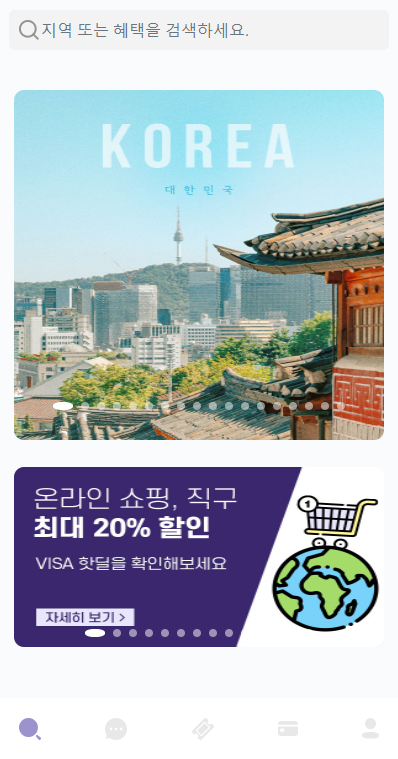 지역 또는 혜택을 검색하세요.
KOREA
대한민국
온라인 쇼핑, 직구
최대 20% 할인
VISA 핫딜을 확인해보세요
자세히 보기 >
1